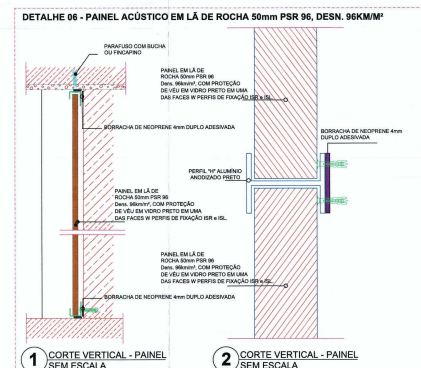 DETALHE 06 - PAINEL ACÚSTICO EM LÃ DE ROCHA 50mm PSR 96, DESN. 96KM/M²
PARAFUSO COM BUCHA
OU FINCAPINO
PAINEL EM LÃ DE
ROCHA 50mm PSR 96
Dens. 96km/m², COM PROTEÇÃO
DE VÉU EM VIDRO PRETO EM UMA
DAS FACES W PERFIS DE FIXAÇÃO ISR e ISL.
BORRACHA DE NEOPRENE 4mm DUPLO ADESIVADA
BORRACHA DE NEOPRENE 4mm
DUPLO ADESIVADA
PERFIL "H" ALUMÍNIO
ANODIZADO PRETO
PAINEL EM LÃ DE
ROCHA 50mm PSR 96
Dens. 96km/m², COM PROTEÇÃO
DE VÉU EM VIDRO PRETO EM UMA
DAS FACES W PERFIS DE FIXAÇÃO ISR e ISL.
PAINEL EM LÃ DE
ROCHA 50mm PSR 96
Dens. 96km/m², COM PROTEÇÃO
DE VÉU EM VIDRO PRETO EM UMA
DAS FACES W PERFIS DE FIXAÇÃO ISR e ISL.
BORRACHA DE NEOPRENE 4mm DUPLO ADESIVADA
1 CORTE VERTICAL - PAINEL
SEM ESCALA
2 CORTE VERTICAL - PAINEL
SEM ESCALA